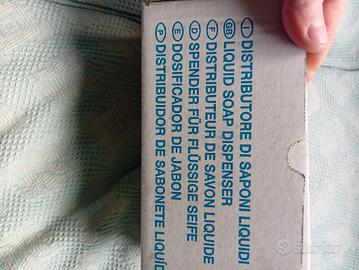 I DISTRIBUTORE DI SAPONI LIQUIDI
GB LIQUID SOAP DISPENSER
F DISTRIBUTEUR DE SAVON LIQUIDE
D SPENDER FÜR FLÜSSIGE SEIFE
E DOSIFICADOR DE JABON
P DISTRIBUIDOR DE SABONETE LIQUID
Subito